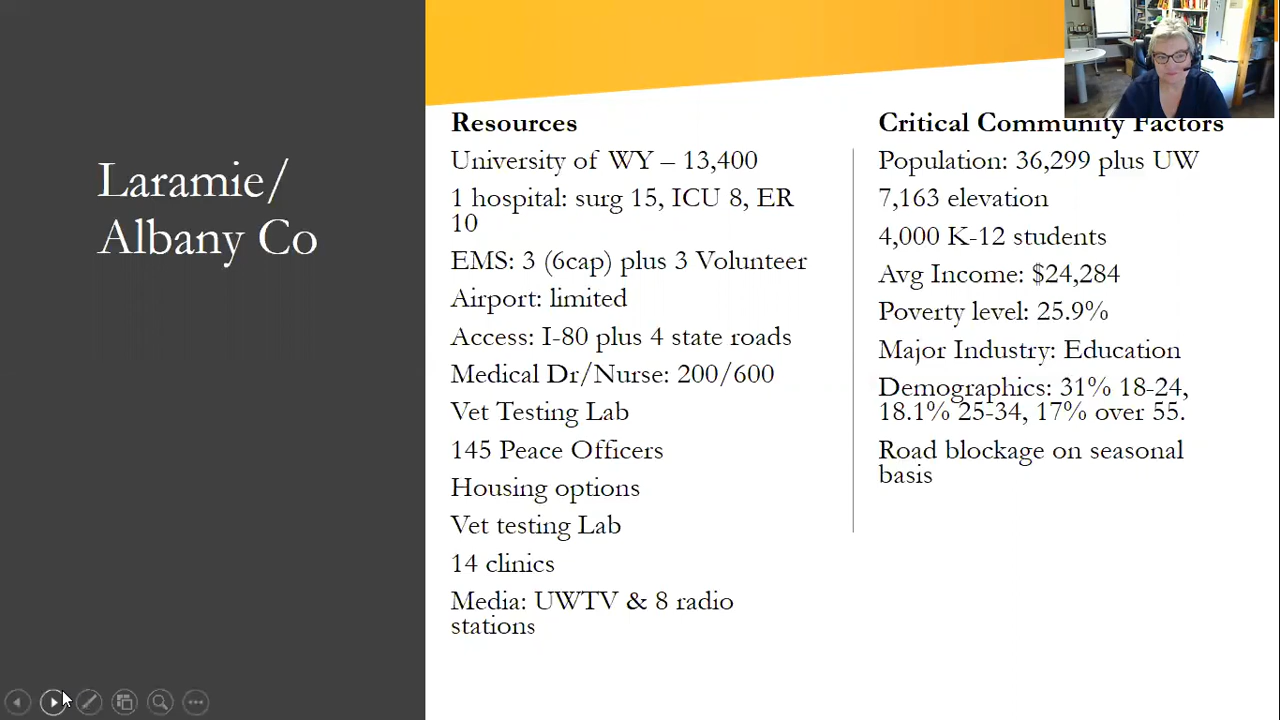 Laramie/
Albany Co
Resources
University of WY – 13,400
1 hospital: surg 15, ICU 8, ER
10
EMS: 3 (6cap) plus 3 Volunteer
Airport: limited
Access: I-80 plus 4 state roads
Medical Dr/Nurse: 200/600
Vet Testing Lab
145 Peace Officers
Housing options
Vet testing Lab
14 clinics
Media: UWTV & 8 radio
stations
Critical Community Factors
Population: 36,299 plus UW
7,163 elevation
4,000 K-12 students
Avg Income: $24,284
Poverty level: 25.9%
Major Industry: Education
Demographics: 31% 18-24,
18.1% 25-34, 17% over 55.
Road blockage on seasonal
basis